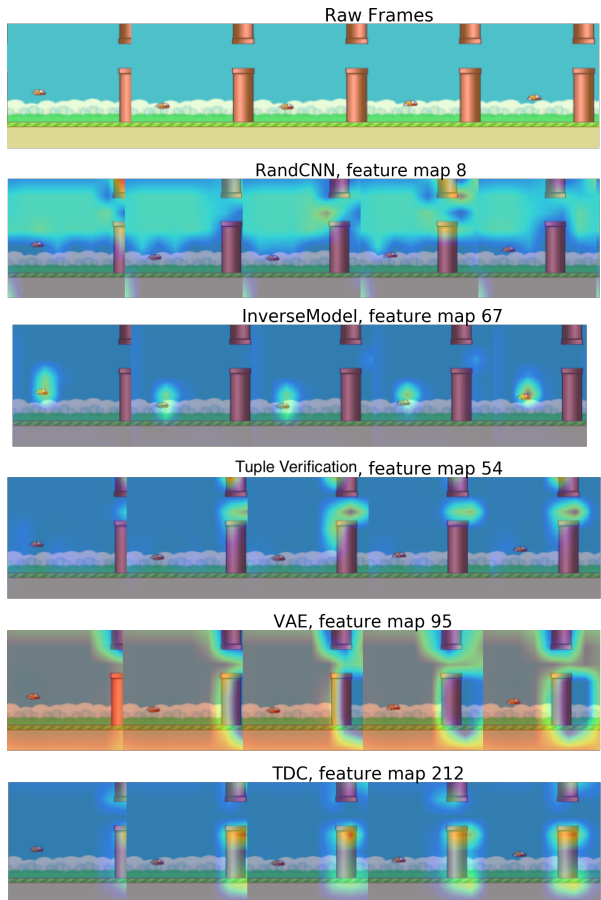 Raw Frames
RandCNN, feature map 8
InverseModel, feature map 67
Tuple Verification, feature map 54
VAE, feature map 95
TDC, feature map 212